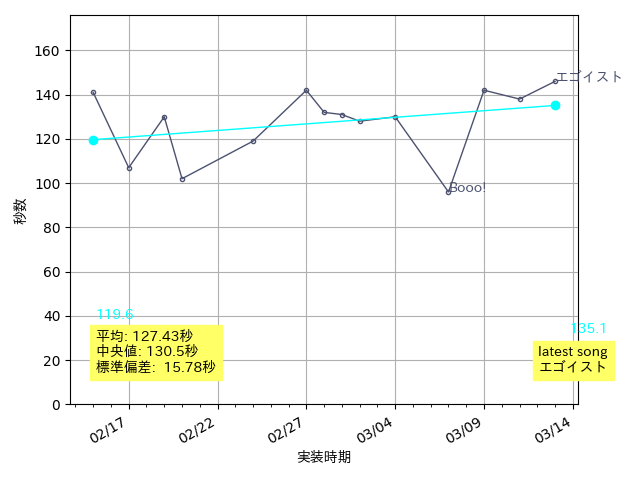 160
140
120
100
80
60
40
20
0
秒数
エゴイスト
Booo!
119.6
135.1
平均: 127.43秒
中央値: 130.5秒
標準偏差: 15.78秒
latest song
エゴイスト
02/17
02/22
02/27
03/04
03/09
03/14
実装時期